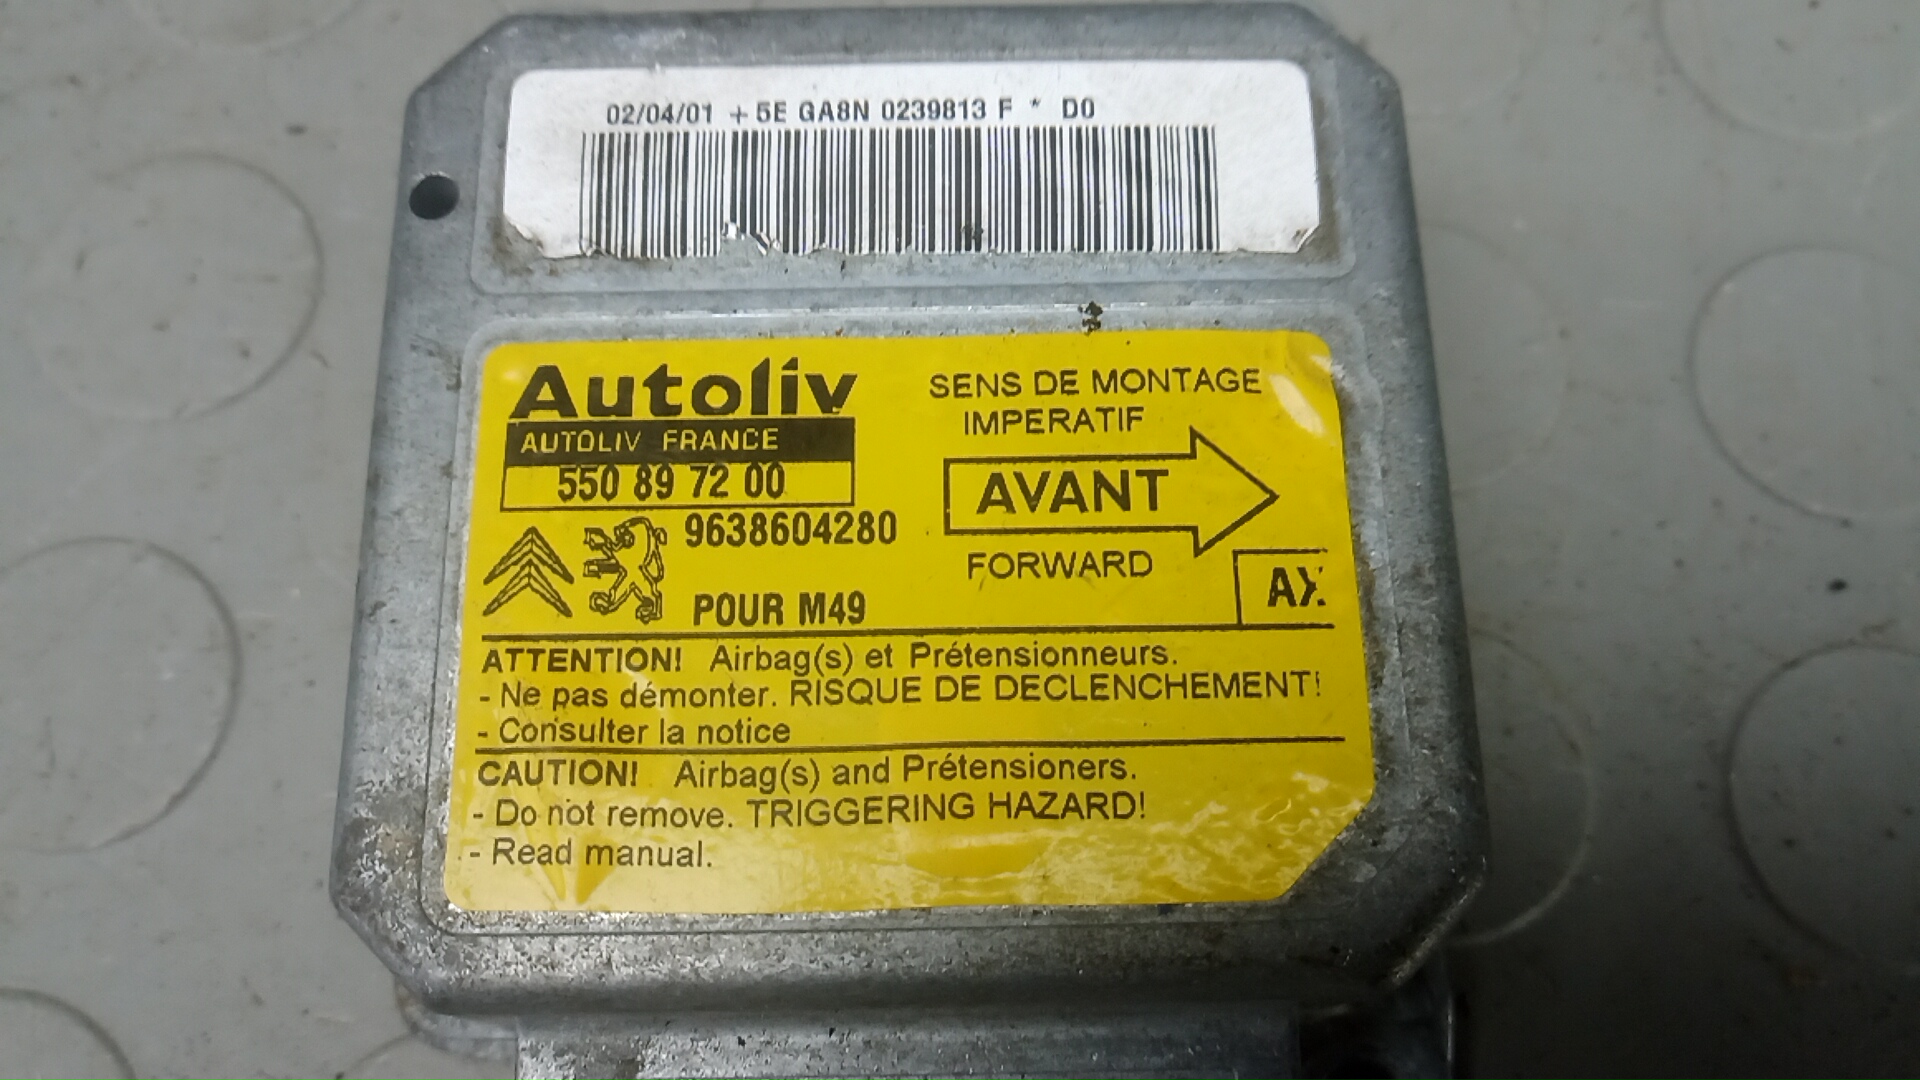 02/04/01 + 5E GA8N 0239813 F * D0
Autoliv
AUTOLIV FRANCE
550 89 72 00
9638604280
POUR M49
SENS DE MONTAGE
IMPERATIF
AVANT
FORWARD
AX
ATTENTION! Airbag(s) et Prétensionneurs.
- Ne pas démonter. RISQUE DE DECLENCHEMENT!
- Consulter la notice
CAUTION! Airbag(s) and Prétensioners.
- Do not remove. TRIGGERING HAZARD!
- Read manual.